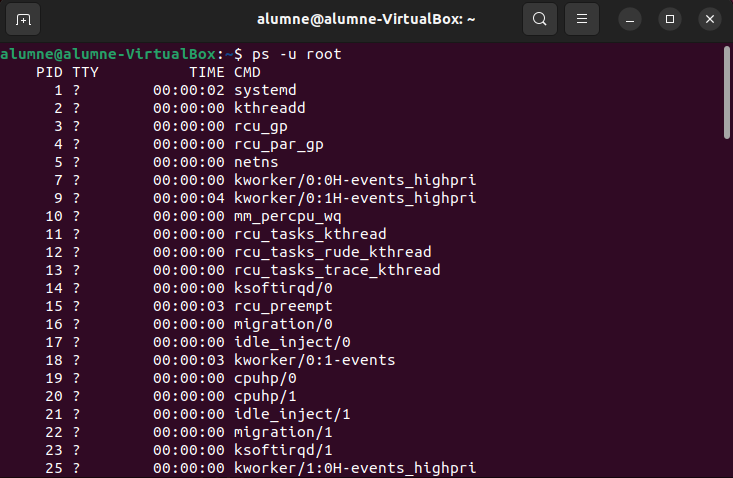 alumne@alumne-VirtualBox: ~
alumne@alumne-VirtualBox:~$ ps -u root
    PID TTY          TIME CMD
      1 ?        00:00:02 systemd
      2 ?        00:00:00 kthreadd
      3 ?        00:00:00 rcu_gp
      4 ?        00:00:00 rcu_par_gp
      5 ?        00:00:00 netns
      7 ?        00:00:00 kworker/0:0H-events_highpri
      9 ?        00:00:04 kworker/0:1H-events_highpri
     10 ?        00:00:00 mm_percpu_wq
     11 ?        00:00:00 rcu_tasks_kthread
     12 ?        00:00:00 rcu_tasks_rude_kthread
     13 ?        00:00:00 rcu_tasks_trace_kthread
     14 ?        00:00:00 ksoftirqd/0
     15 ?        00:00:03 rcu_preempt
     16 ?        00:00:00 migration/0
     17 ?        00:00:00 idle_inject/0
     18 ?        00:00:03 kworker/0:1-events
     19 ?        00:00:00 cpuhp/0
     20 ?        00:00:00 cpuhp/1
     21 ?        00:00:00 idle_inject/1
     22 ?        00:00:00 migration/1
     23 ?        00:00:00 ksoftirqd/1
     25 ?        00:00:00 kworker/1:0H-events_highpri